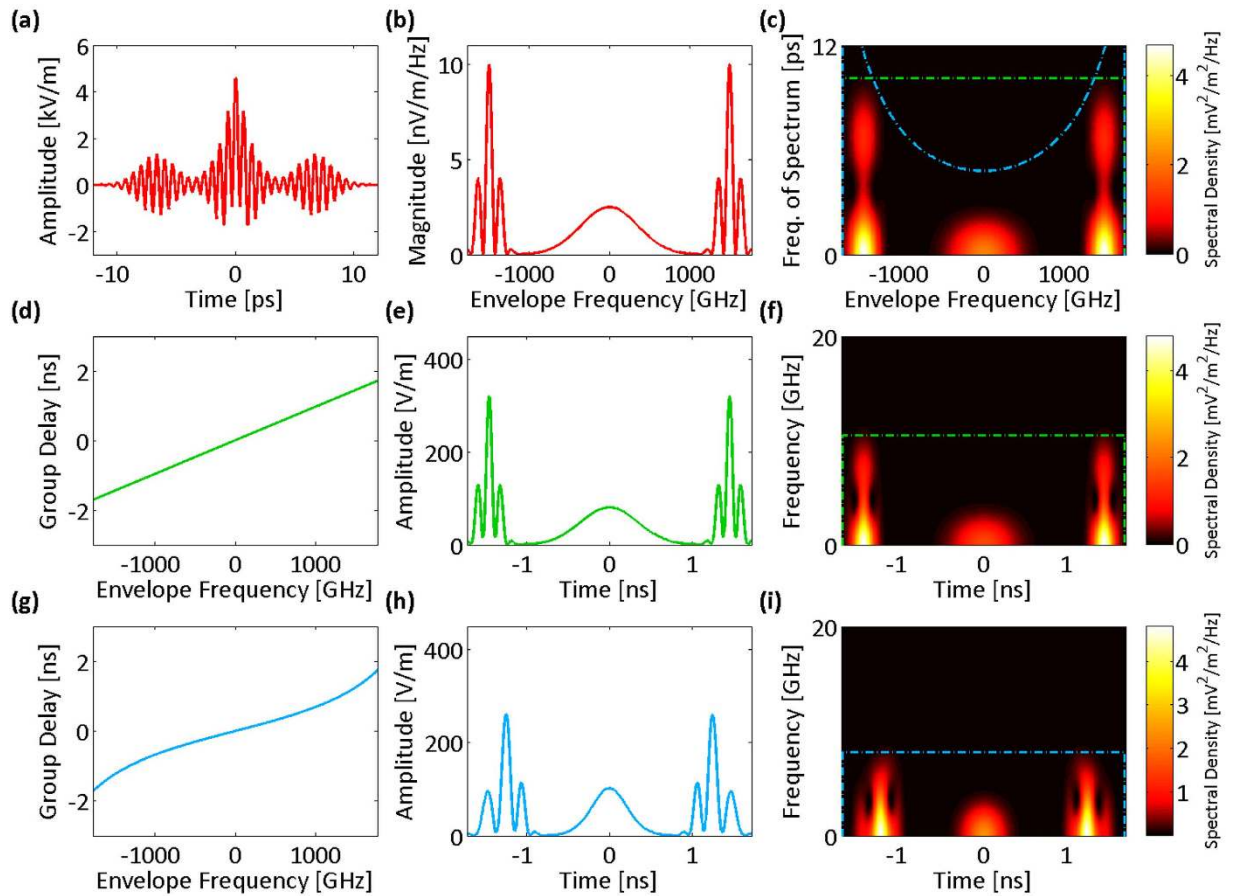 (a)
Amplitude [kV/m]
6
4
2
0
-2
-10
0
10
Time [ps]
(b)
Magnitude [nV/m/Hz]
10
5
0
-1000
0
1000
Envelope Frequency [GHz]
(c)
Freq. of Spectrum [ps]
12
0
-1000
0
1000
Envelope Frequency [GHz]
4
2
0
Spectral Density [mV²/m²/Hz]
(d)
Group Delay [ns]
2
0
-2
-1000
0
1000
Envelope Frequency [GHz]
(e)
Amplitude [V/m]
400
200
0
-1
0
1
Time [ns]
(f)
Frequency [GHz]
20
0
-1
0
1
Time [ns]
4
2
0
Spectral Density [mV²/m²/Hz]
(g)
Group Delay [ns]
2
0
-2
-1000
0
1000
Envelope Frequency [GHz]
(h)
Amplitude [V/m]
400
200
0
-1
0
1
Time [ns]
(i)
Frequency [GHz]
20
0
-1
0
1
Time [ns]
4
3
2
1
Spectral Density [mV²/m²/Hz]